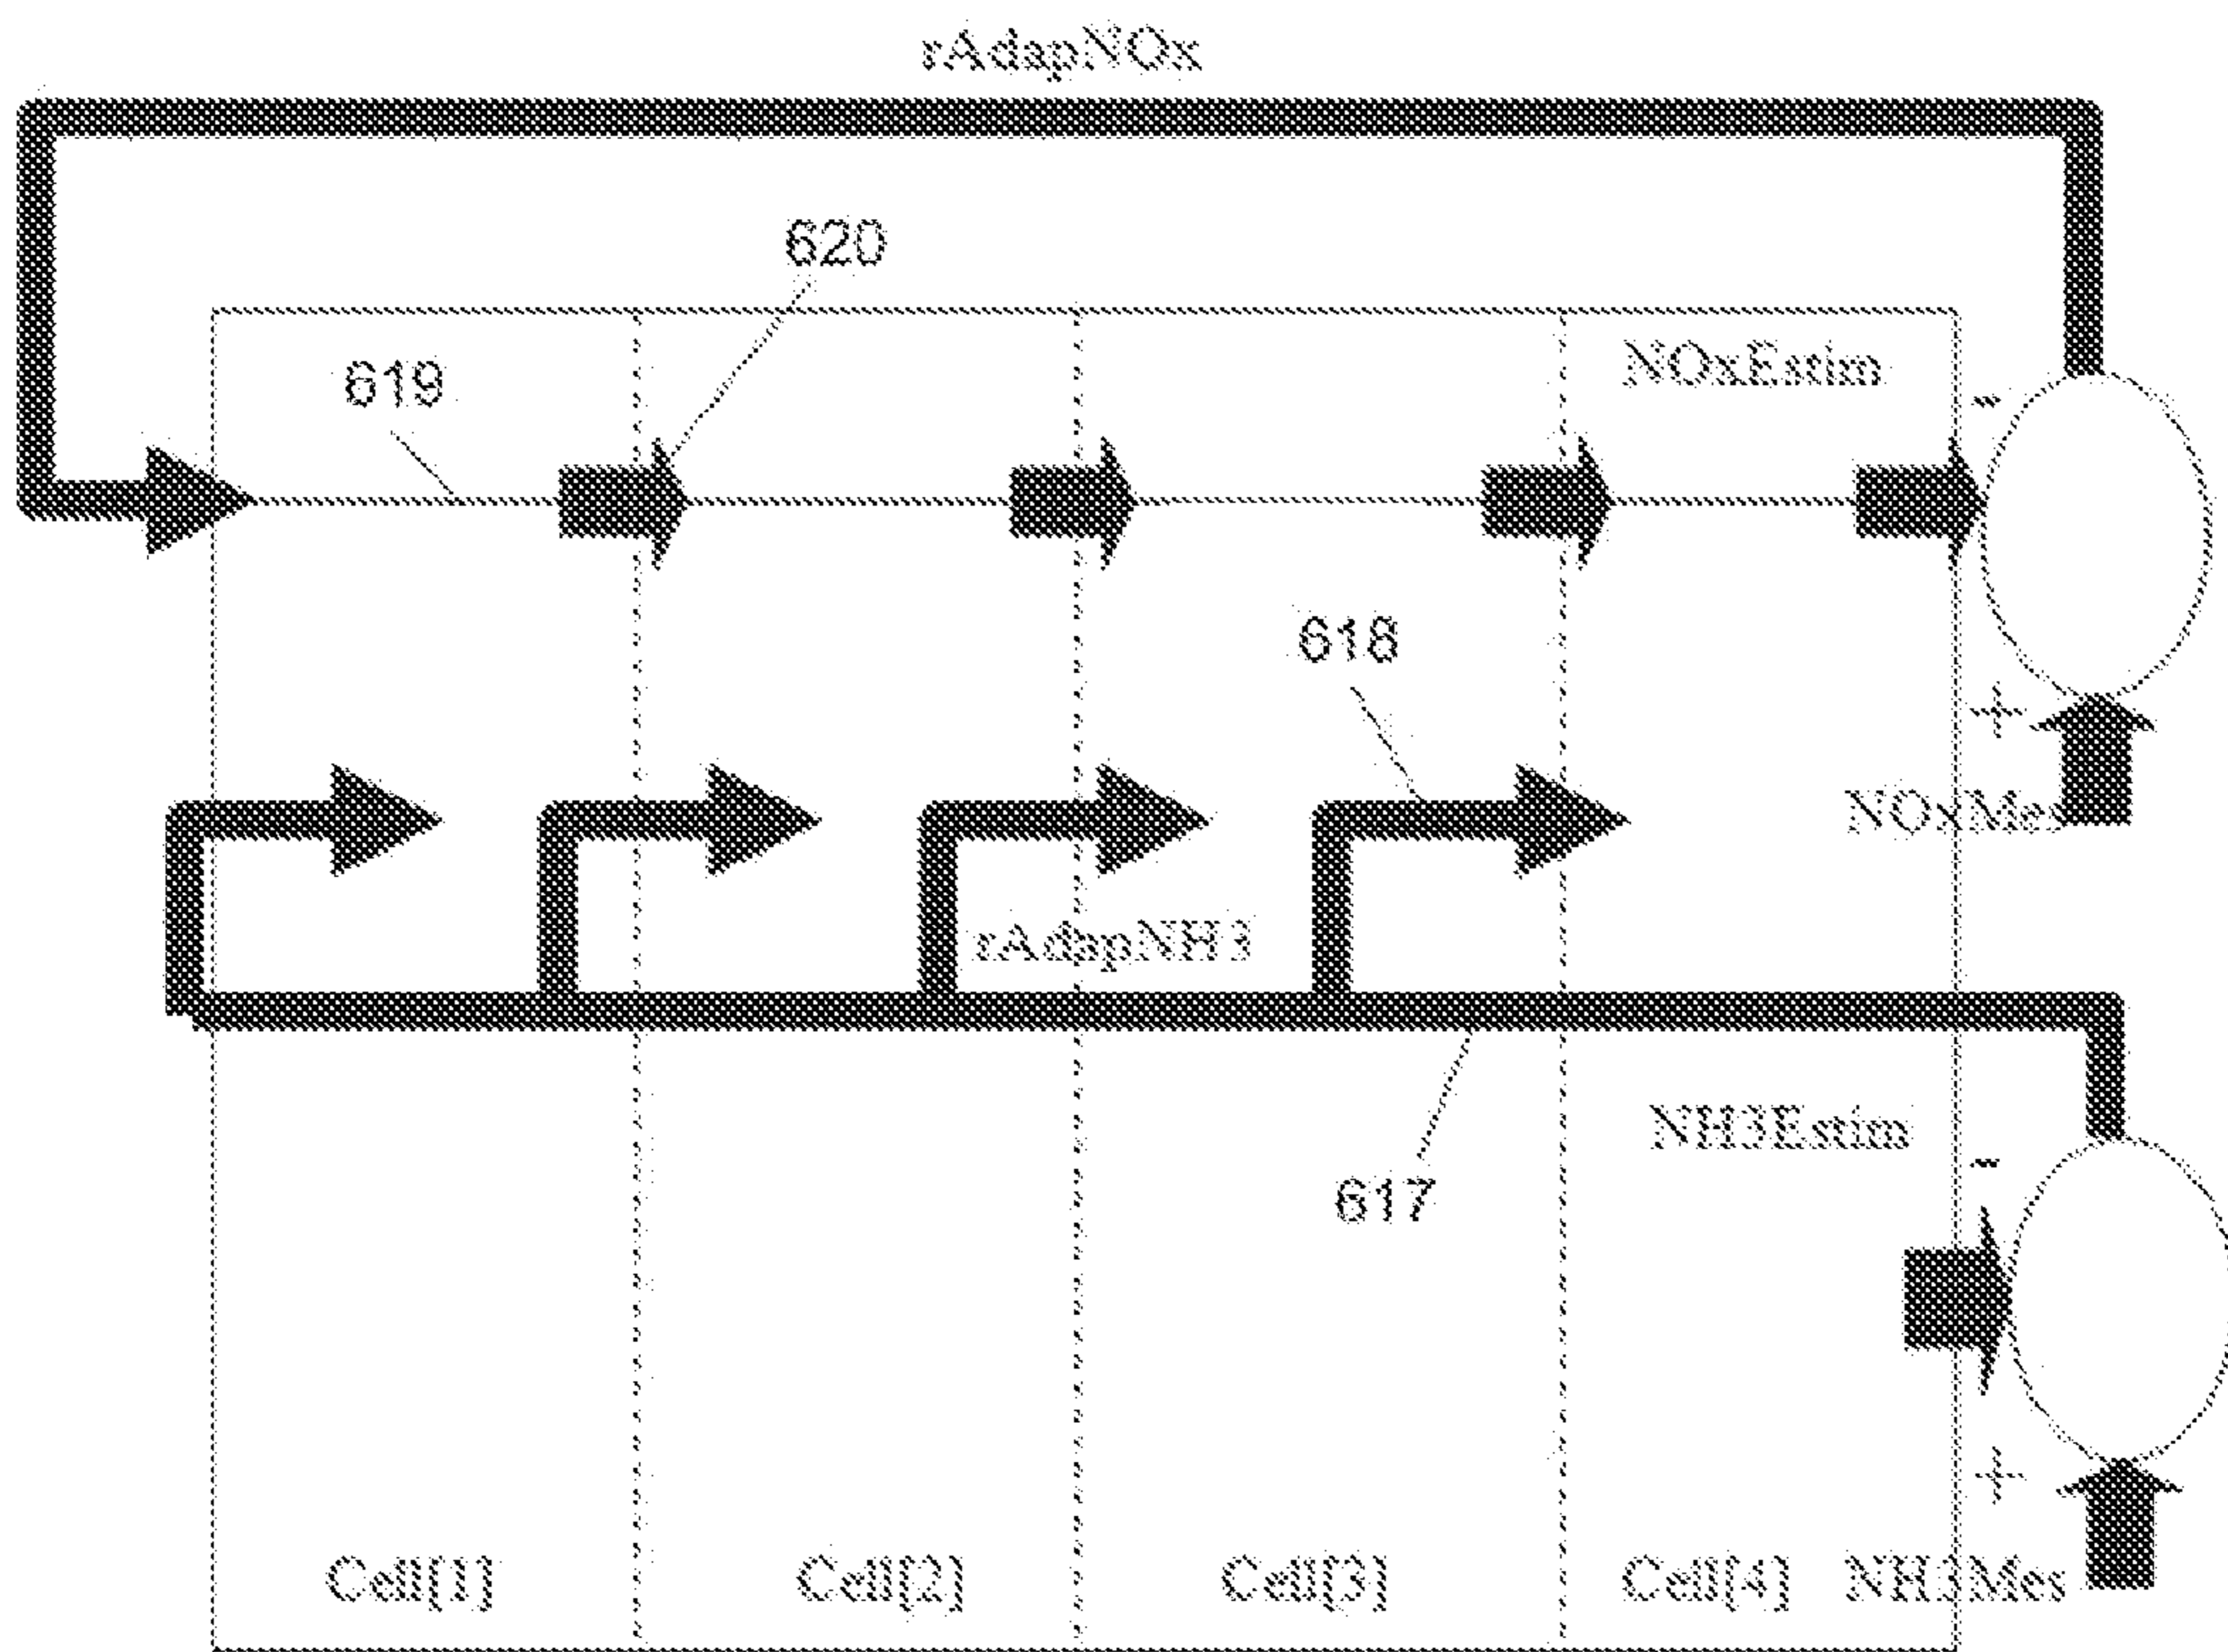 rAdapNOx
620
619
NOxEstim
-
618
+
NOxMes
rAdapNH3
NH3Estim
-
617
+
Cell[1] Cell[2] Cell[3] Cell[4] NH3Mes